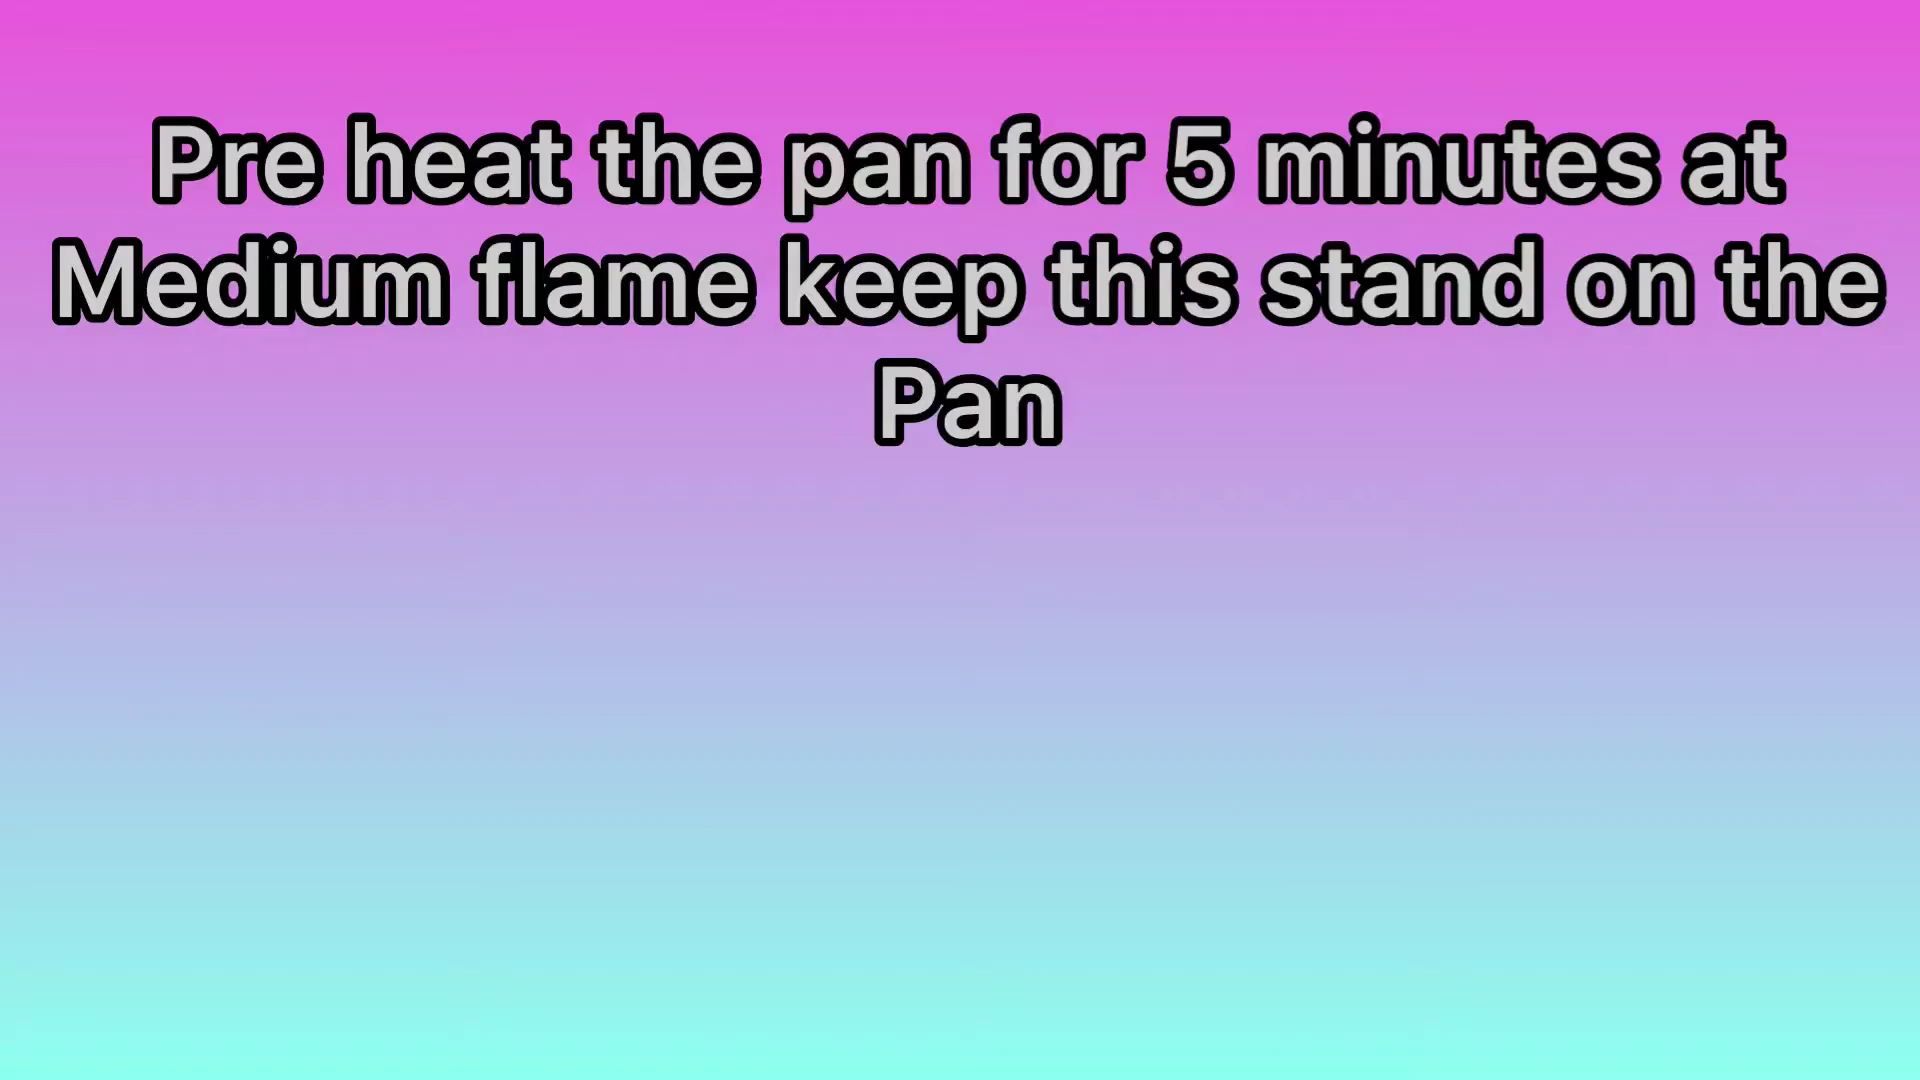 Pre heat the pan for 5 minutes at
Medium flame keep this stand on the
Pan